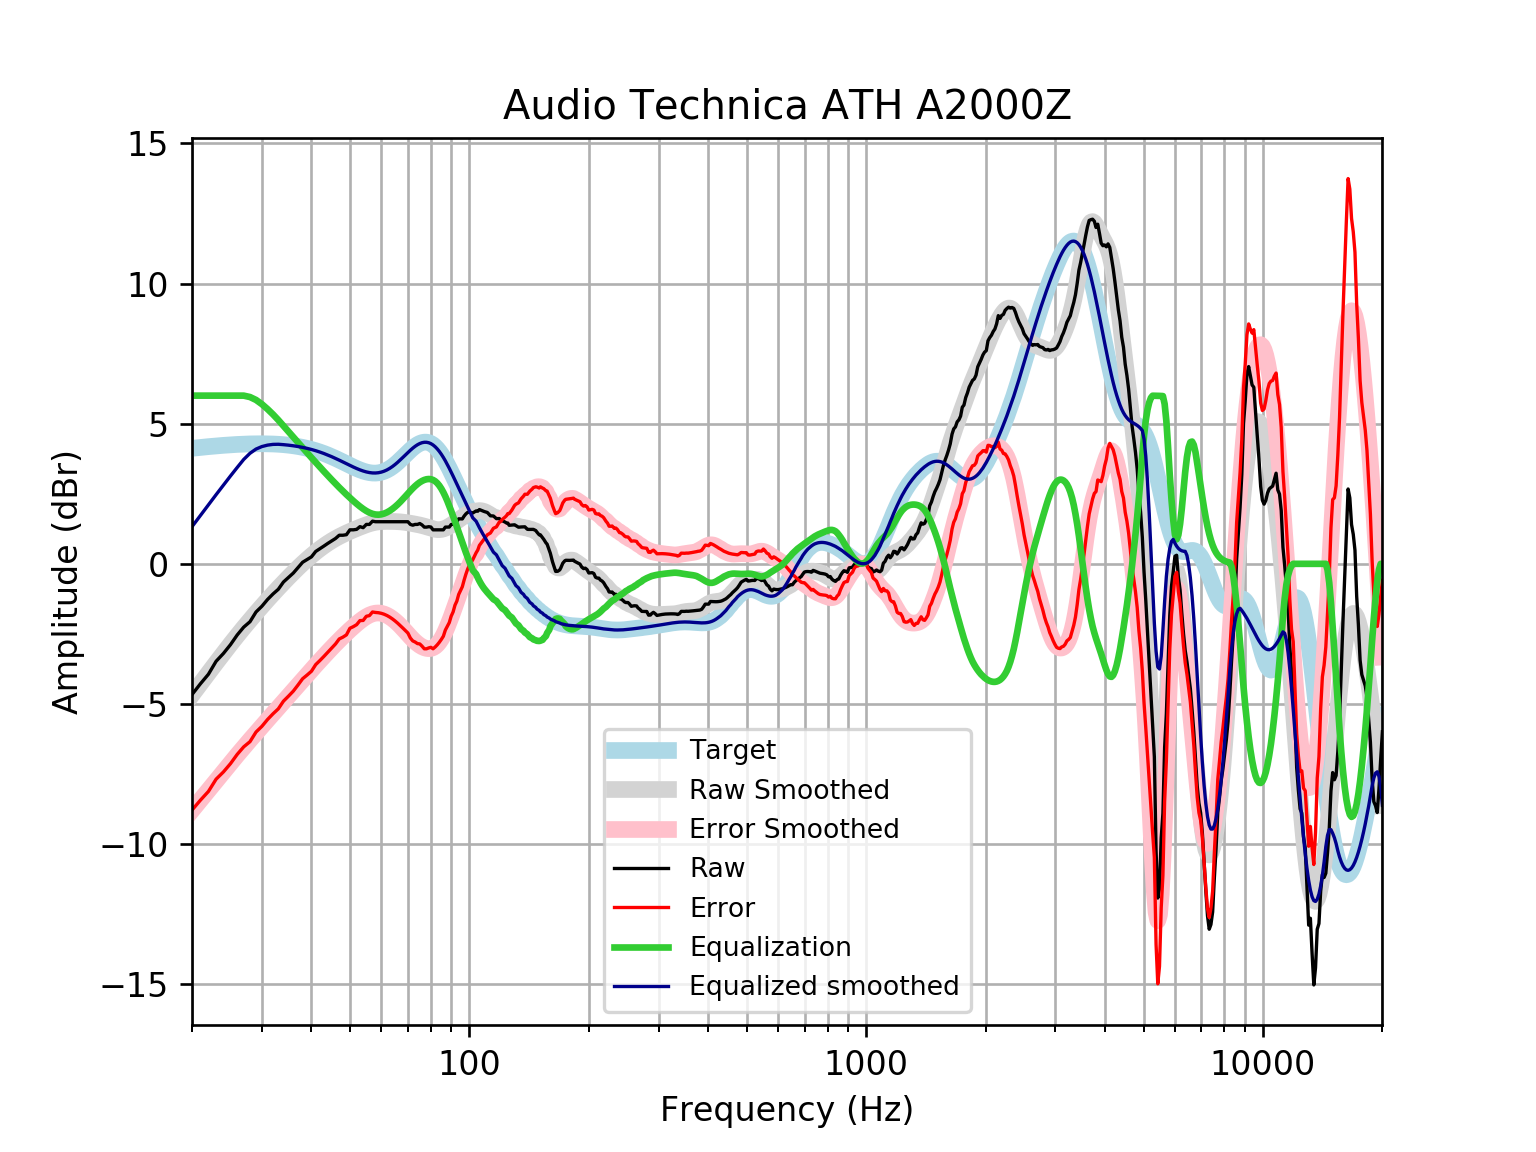 Audio Technica ATH A2000Z
15
10
5
0
−5
−10
−15
Amplitude (dBr)
Target
Raw Smoothed
Error Smoothed
Raw
Error
Equalization
Equalized smoothed
100
1000
10000
Frequency (Hz)